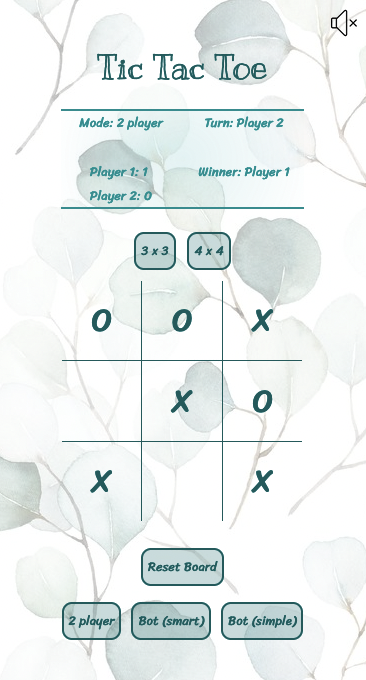 Tic Tac Toe
Mode: 2 player Turn: Player 2
Player 1: 1 Winner: Player 1
Player 2: 0
3 x 3 4 x 4
O O X
X O
X X
Reset Board
2 player Bot (smart) Bot (simple)